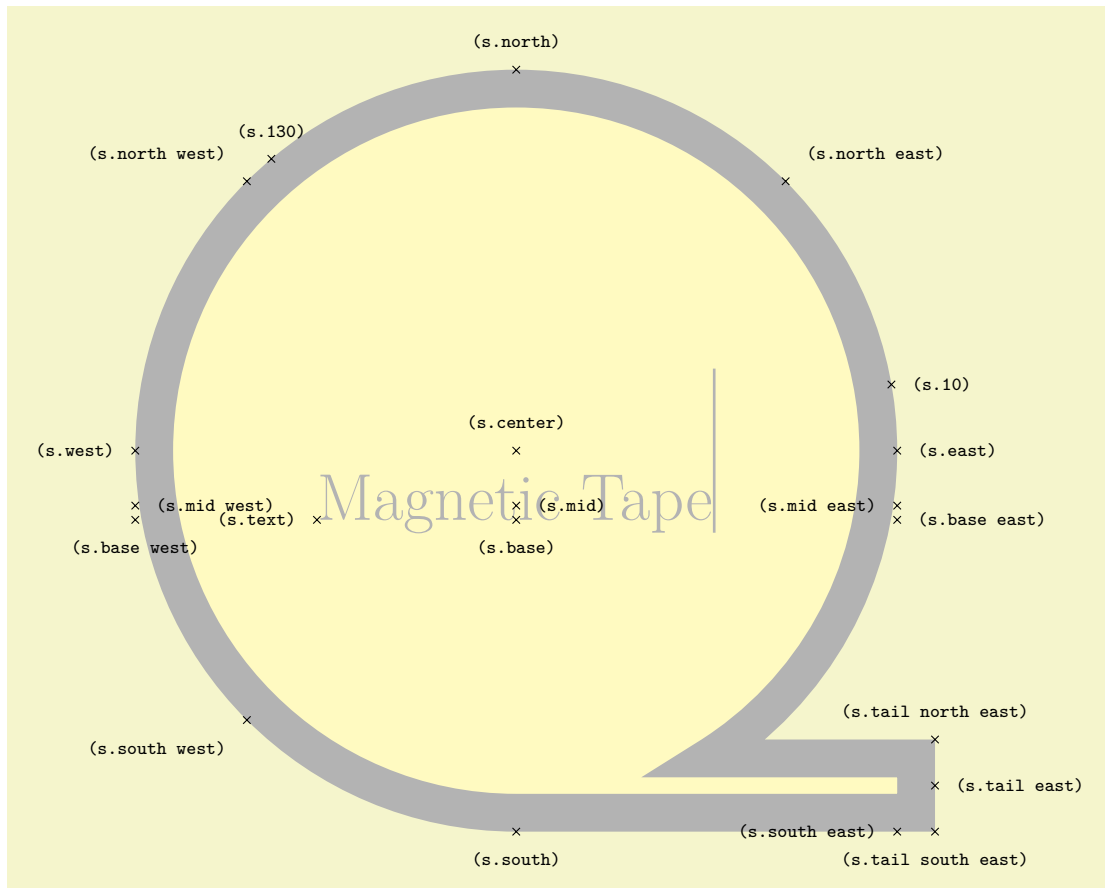 (s.north)
(s.130)
(s.north west)
(s.north east)
(s.10)
(s.center)
(s.west)
(s.east)
Magnetic Tape
(s.mid west)
(s.mid)
(s.mid east)
(s.text)
(s.base east)
(s.base west)
(s.base)
(s.tail north east)
(s.south west)
(s.tail east)
(s.south east)
(s.south)
(s.tail south east)